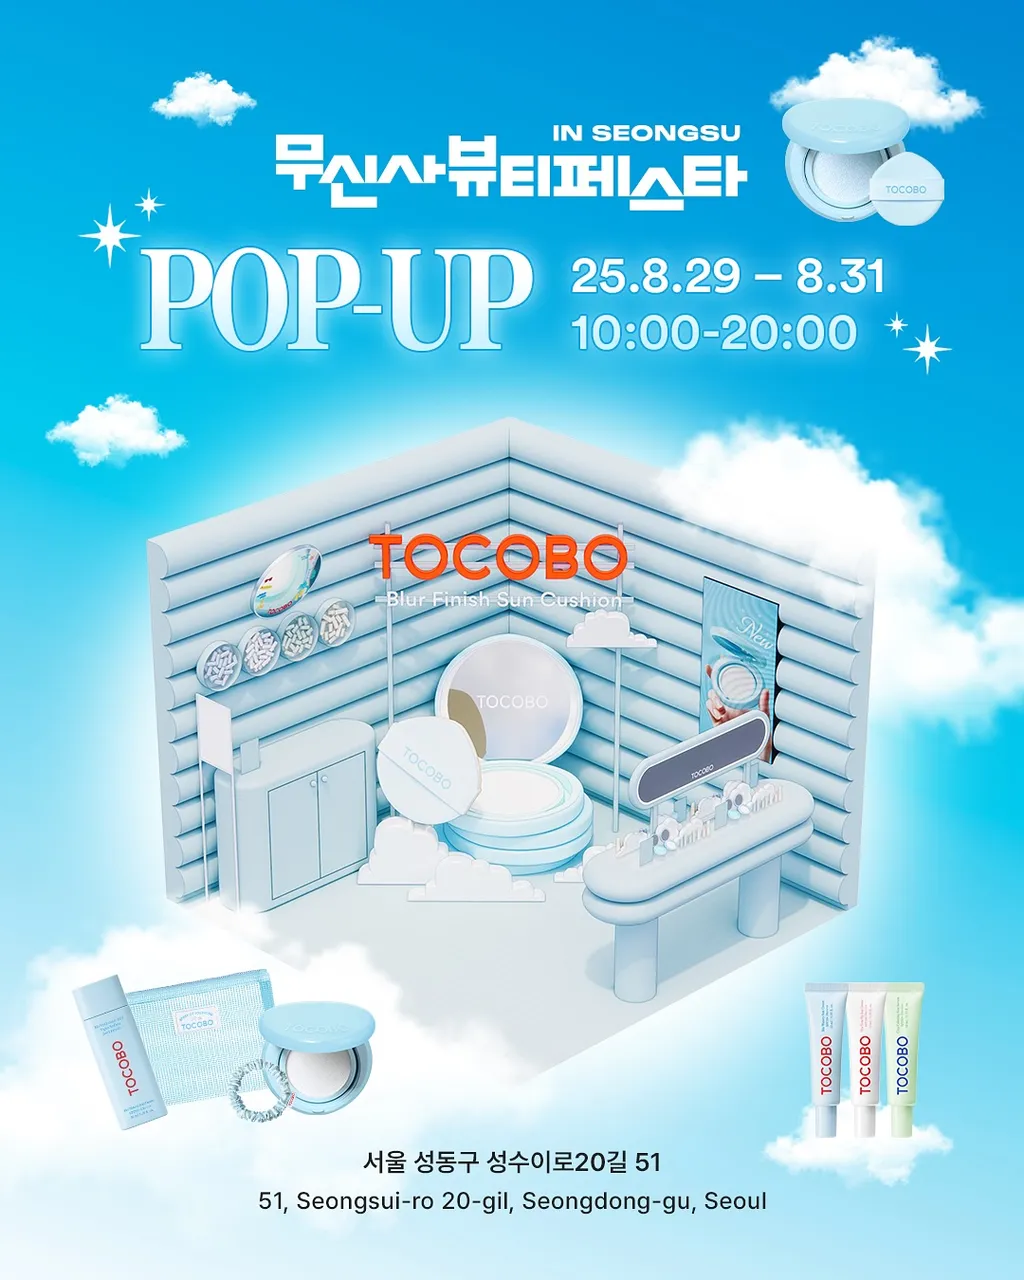 IN SEONGSU
무신사 뷰티페스타
POP-UP
25.8.29 – 8.31
10:00-20:00
TOCOBO
TOCOBO
Blur Finish Sun Cushion
New
TOCOBO
TOCOBO
TOCOBO
TOCOBO
TOCOBO
TOCOBO
TOCOBO
TOCOBO
서울 성동구 성수이로20길 51
51, Seongsui-ro 20-gil, Seongdong-gu, Seoul